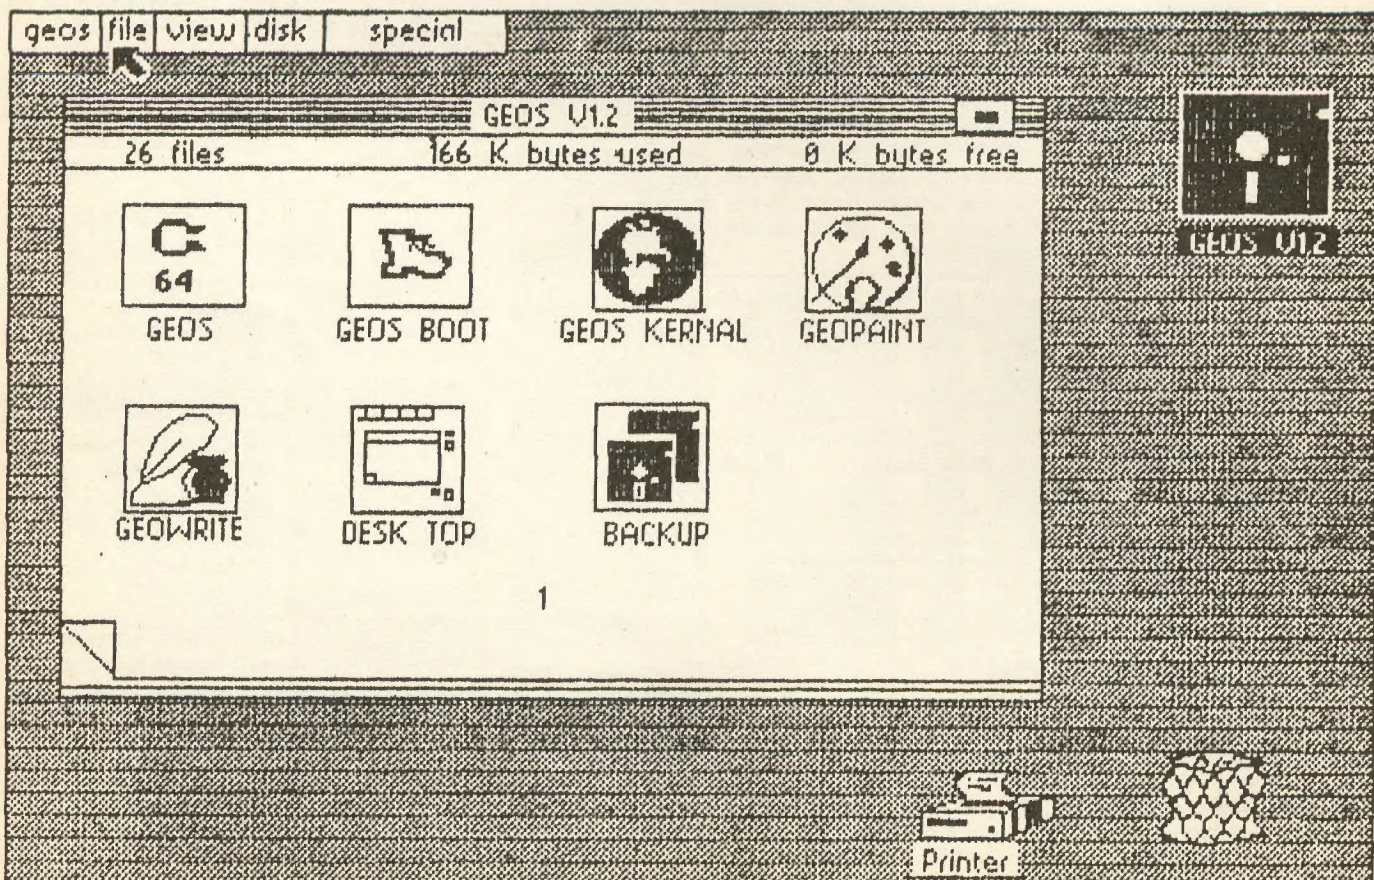 geos file view disk special
GEOS V1.2
26 files 166 K bytes used 0 K bytes free
64
GEOS GEOS BOOT GEOS KERNAL GEOPAINT
GEOWRITE DESK TOP BACKUP
1
GEOS V1.2
Printer